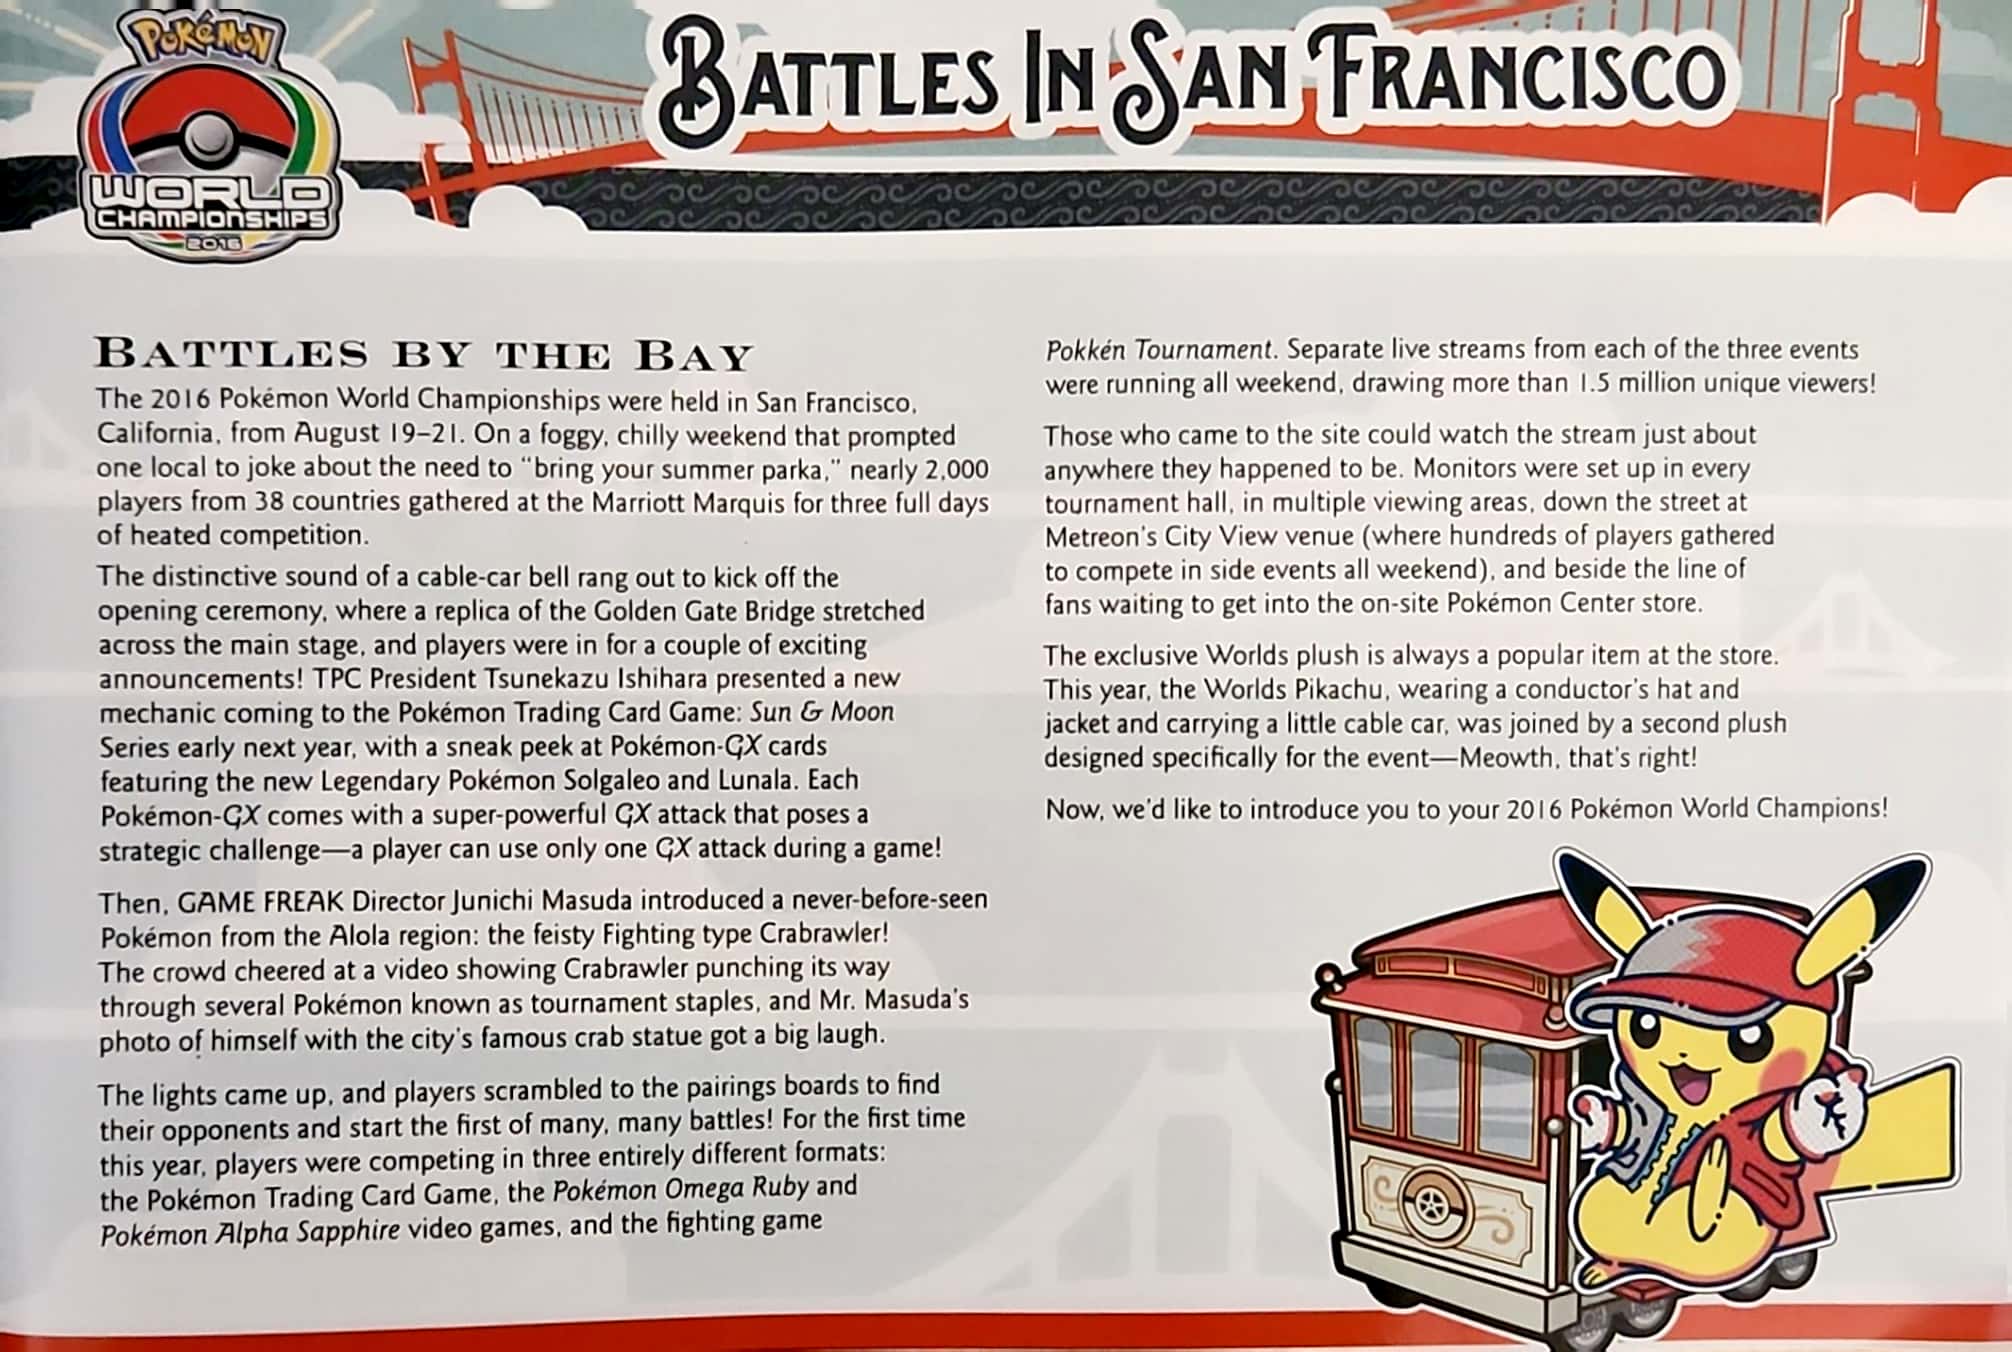 POKéMON
WORLD
CHAMPIONSHIPS
2016
BATTLES IN SAN FRANCISCO
BATTLES BY THE BAY
The 2016 Pokémon World Championships were held in San Francisco,
California, from August 19–21. On a foggy, chilly weekend that prompted
one local to joke about the need to “bring your summer parka,” nearly 2,000
players from 38 countries gathered at the Marriott Marquis for three full days
of heated competition.
The distinctive sound of a cable-car bell rang out to kick off the
opening ceremony, where a replica of the Golden Gate Bridge stretched
across the main stage, and players were in for a couple of exciting
announcements! TPC President Tsunekazu Ishihara presented a new
mechanic coming to the Pokémon Trading Card Game: Sun & Moon
Series early next year, with a sneak peek at Pokémon-GX cards
featuring the new Legendary Pokémon Solgaleo and Lunala. Each
Pokémon-GX comes with a super-powerful GX attack that poses a
strategic challenge—a player can use only one GX attack during a game!
Then, GAME FREAK Director Junichi Masuda introduced a never-before-seen
Pokémon from the Alola region: the feisty Fighting type Crabrawler!
The crowd cheered at a video showing Crabrawler punching its way
through several Pokémon known as tournament staples, and Mr. Masuda’s
photo of himself with the city’s famous crab statue got a big laugh.
The lights came up, and players scrambled to the pairings boards to find
their opponents and start the first of many, many battles! For the first time
this year, players were competing in three entirely different formats:
the Pokémon Trading Card Game, the Pokémon Omega Ruby and
Pokémon Alpha Sapphire video games, and the fighting game
Pokkén Tournament. Separate live streams from each of the three events
were running all weekend, drawing more than 1.5 million unique viewers!
Those who came to the site could watch the stream just about
anywhere they happened to be. Monitors were set up in every
tournament hall, in multiple viewing areas, down the street at
Metreon’s City View venue (where hundreds of players gathered
to compete in side events all weekend), and beside the line of
fans waiting to get into the on-site Pokémon Center store.
The exclusive Worlds plush is always a popular item at the store.
This year, the Worlds Pikachu, wearing a conductor’s hat and
jacket and carrying a little cable car, was joined by a second plush
designed specifically for the event—Meowth, that’s right!
Now, we’d like to introduce you to your 2016 Pokémon World Champions!